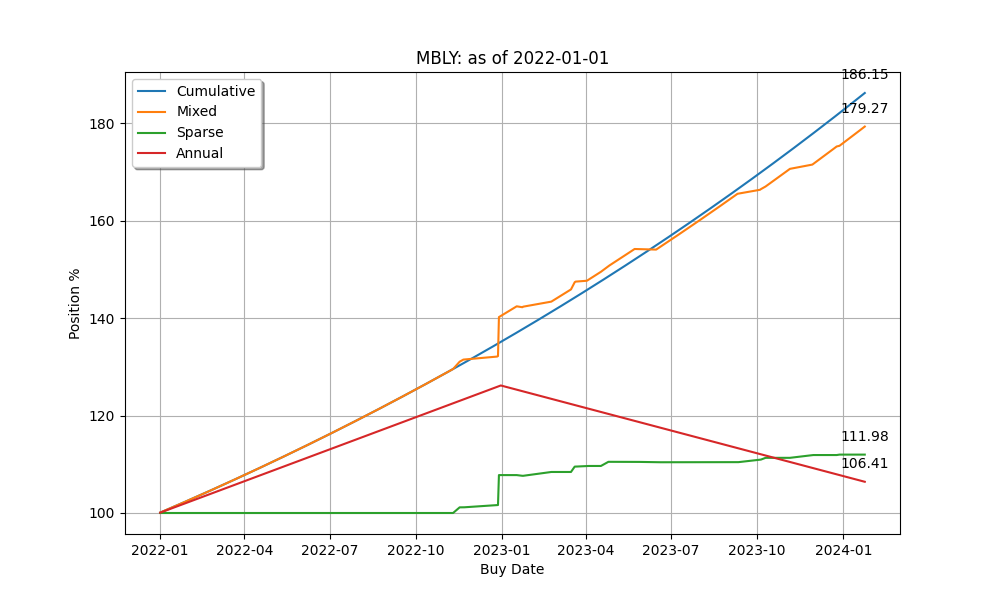 MBLY: as of 2022-01-01
186.15
Cumulative
Mixed
Sparse
Annual
179.27
180
160
140
120
100
Position %
111.98
106.41
2022-01 2022-04 2022-07 2022-10 2023-01 2023-04 2023-07 2023-10 2024-01
Buy Date